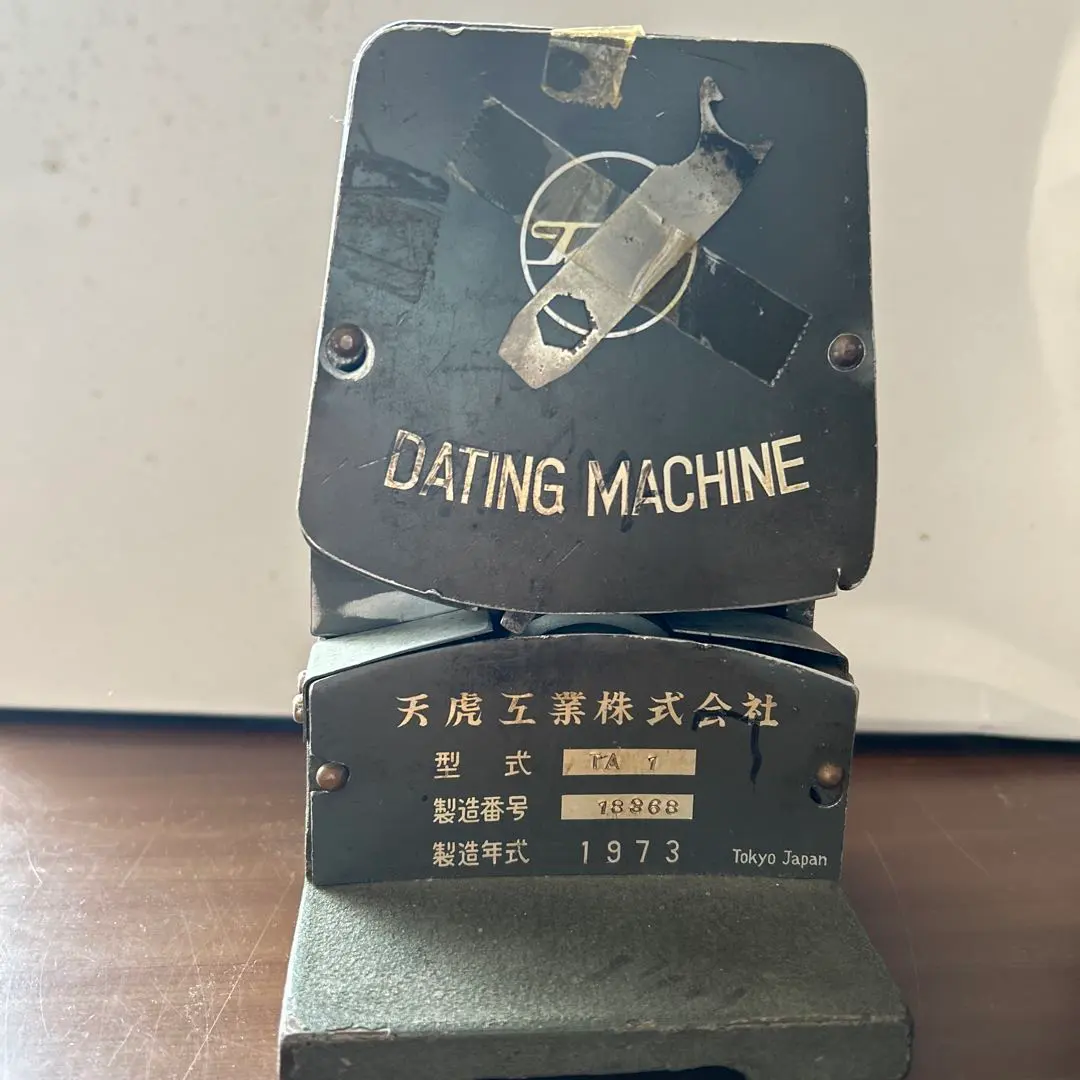 T
DATING MACHINE
天虎工業株式会社
型 式 TA 1
製造番号 18368
製造年式 1973
Tokyo Japan